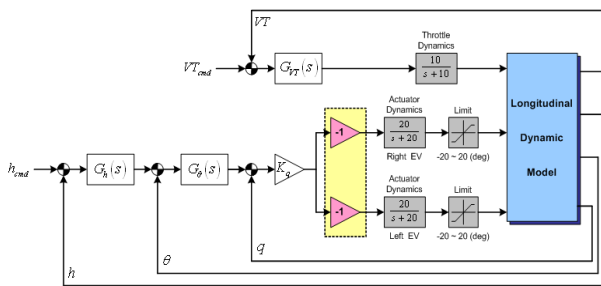 VT
Throttle
Dynamics
VT_cmd
G_VT(s)
10
s+10
Longitudinal
Dynamic
Model
Actuator
Dynamics
Limit
-1
20
s+20
Right EV
-20 ~ 20 (deg)
h_cmd
G_h(s)
G_θ(s)
K_q
Actuator
Dynamics
Limit
-1
20
s+20
Left EV
-20 ~ 20 (deg)
q
θ
h